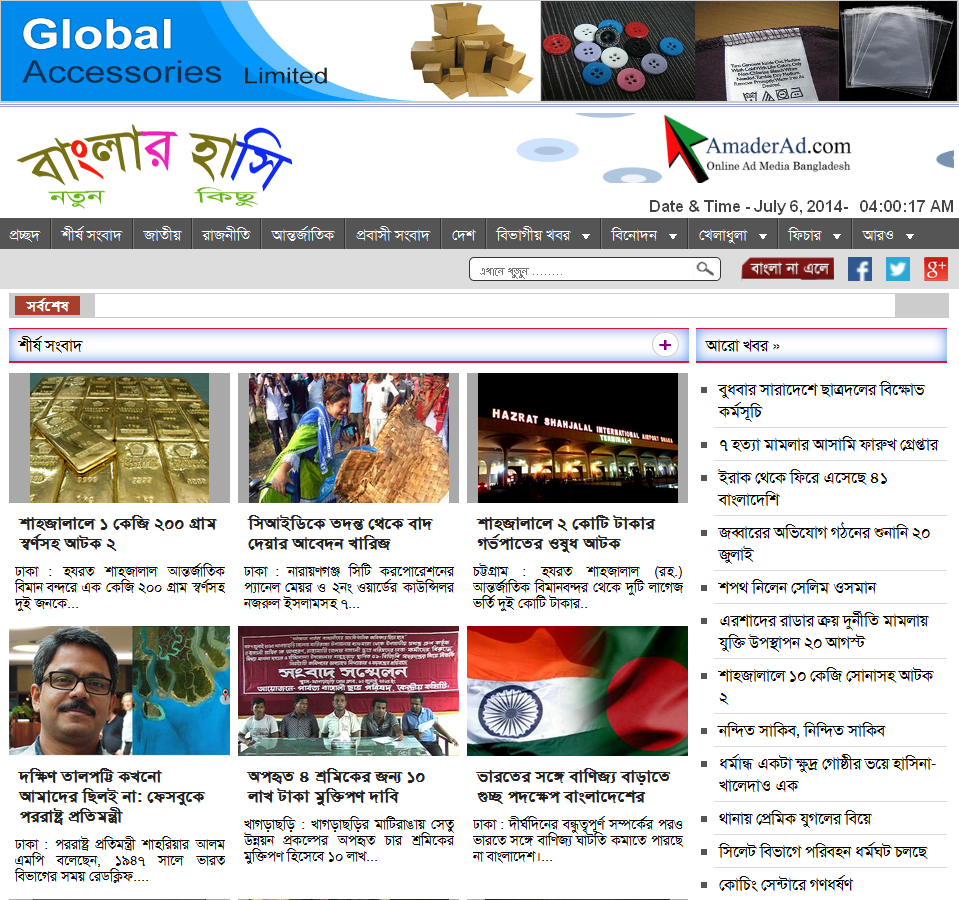 Global
Accessories Limited
বাংলার হাসি
নতুন কিছু
AmaderAd.com
Online Ad Media Bangladesh
Date & Time - July 6, 2014- 04:00:17 AM
প্রচ্ছদ শীর্ষ সংবাদ জাতীয় রাজনীতি আন্তর্জাতিক প্রবাসী সংবাদ দেশ বিভাগীয় খবর বিনোদন খেলাধুলা ফিচার আরও
এখানে খুজুন ........ বাংলা না এলে
সর্বশেষ
শীর্ষ সংবাদ
HAZRAT SHAHJALAL INTERNATIONAL AIRPORT DHAKA
TERMINAL-1
শাহজালালে ১ কেজি ২০০ গ্রাম
স্বর্ণসহ আটক ২
ঢাকা : হযরত শাহজালাল আন্তর্জাতিক
বিমান বন্দরে এক কেজি ২০০ গ্রাম স্বর্ণসহ
দুই জনকে...
সিআইডিকে তদন্ত থেকে বাদ
দেয়ার আবেদন খারিজ
ঢাকা : নারায়ণগঞ্জ সিটি করপোরেশনের
প্যানেল মেয়র ও ২নং ওয়ার্ডের কাউন্সিলর
নজরুল ইসলামসহ ৭...
শাহজালালে ২ কোটি টাকার
গর্ভপাতের ওষুধ আটক
চট্টগ্রাম : হযরত শাহজালাল (রহ.)
আন্তর্জাতিক বিমানবন্দর থেকে দুটি লাগেজ
ভর্তি দুই কোটি টাকার..
সংবাদ সম্মেলন
দক্ষিণ তালপট্টি কখনো
আমাদের ছিলই না: ফেসবুকে
পররাষ্ট্র প্রতিমন্ত্রী
ঢাকা : পররাষ্ট্র প্রতিমন্ত্রী শাহরিয়ার আলম
এমপি বলেছেন, ১৯৪৭ সালে ভারত
বিভাগের সময় রেডক্লিফ....
অপহৃত ৪ শ্রমিকের জন্য ১০
লাখ টাকা মুক্তিপণ দাবি
খাগড়াছড়ি : খাগড়াছড়ির মাটিরাঙায় সেতু
উন্নয়ন প্রকল্পের অপহৃত চার শ্রমিকের
মুক্তিপণ হিসেবে ১০ লাখ...
ভারতের সঙ্গে বাণিজ্য বাড়াতে
গুচ্ছ পদক্ষেপ বাংলাদেশের
ঢাকা : দীর্ঘদিনের বন্ধুত্বপূর্ণ সম্পর্কের পরও
ভারতে সঙ্গে বাণিজ্য ঘাটতি কমাতে পারছে
না বাংলাদেশ।...
আরো খবর »
বুধবার সারাদেশে ছাত্রদলের বিক্ষোভ
কর্মসূচি
৭ হত্যা মামলার আসামি ফারুখ গ্রেপ্তার
ইরাক থেকে ফিরে এসেছে ৪১
বাংলাদেশি
জব্বারের অভিযোগ গঠনের শুনানি ২০
জুলাই
শপথ নিলেন সেলিম ওসমান
এরশাদের রাডার ক্রয় দুর্নীতি মামলায়
যুক্তি উপস্থাপন ২০ আগস্ট
শাহজালালে ১০ কেজি সোনাসহ আটক
২
নন্দিত সাকিব, নিন্দিত সাকিব
ধর্মান্ধ একটা ক্ষুদ্র গোষ্ঠীর ভয়ে হাসিনা-
খালেদাও এক
থানায় প্রেমিক যুগলের বিয়ে
সিলেট বিভাগে পরিবহন ধর্মঘট চলছে
কোচিং সেন্টারে গণধর্ষণ